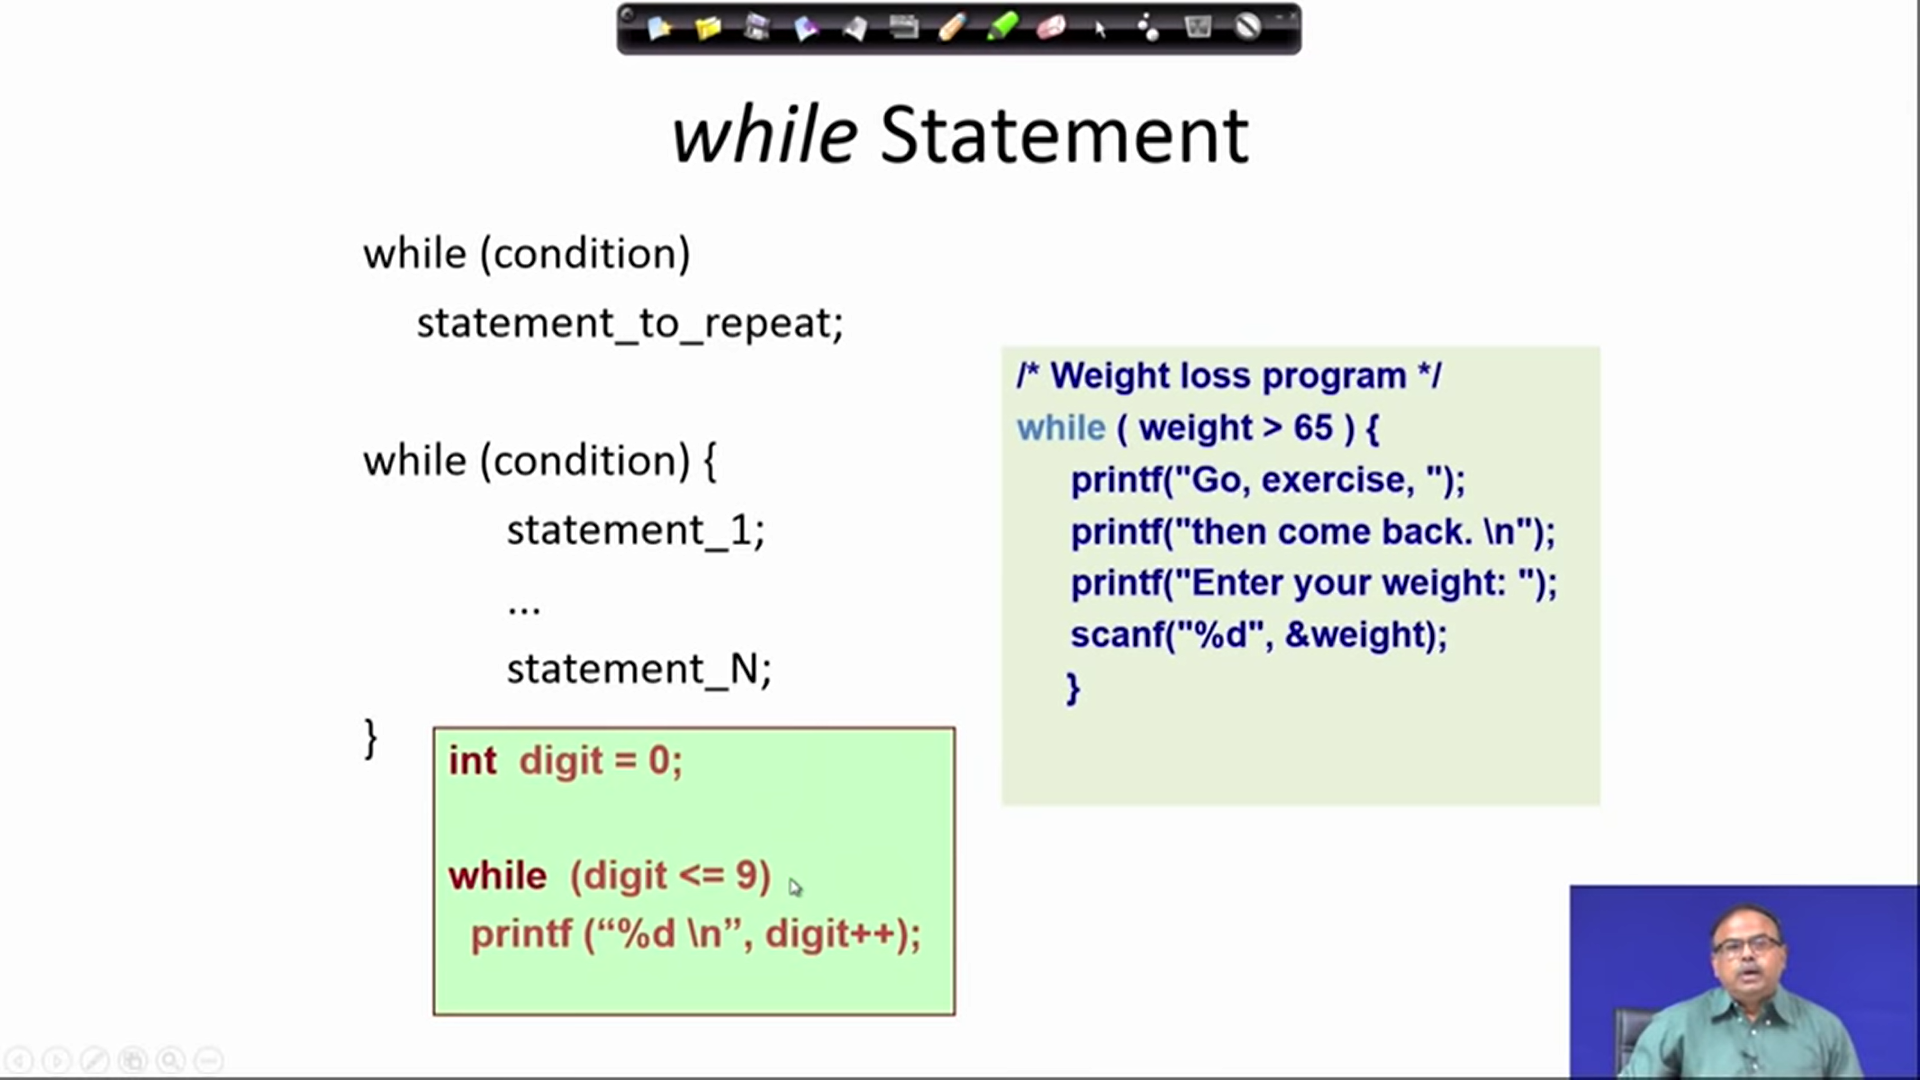 while Statement
while (condition)
statement_to_repeat;
while (condition) {
statement_1;
...
statement_N;
}
int digit = 0;
while (digit <= 9)
printf (“%d \n”, digit++);
/* Weight loss program */
while ( weight > 65 ) {
printf("Go, exercise, ");
printf("then come back. \n");
printf("Enter your weight: ");
scanf("%d", &weight);
}